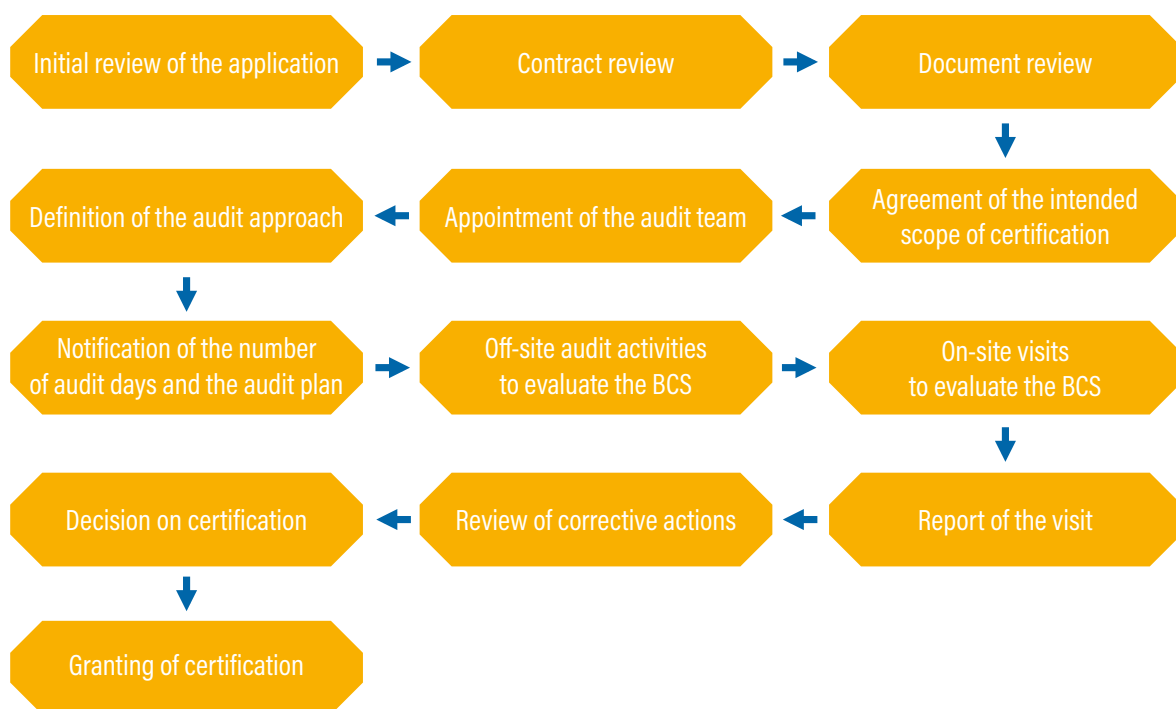 Initial review of the application
Contract review
Document review
Agreement of the intended
scope of certification
Appointment of the audit team
Definition of the audit approach
Notification of the number
of audit days and the audit plan
Off-site audit activities
to evaluate the BCS
On-site visits
to evaluate the BCS
Report of the visit
Review of corrective actions
Decision on certification
Granting of certification